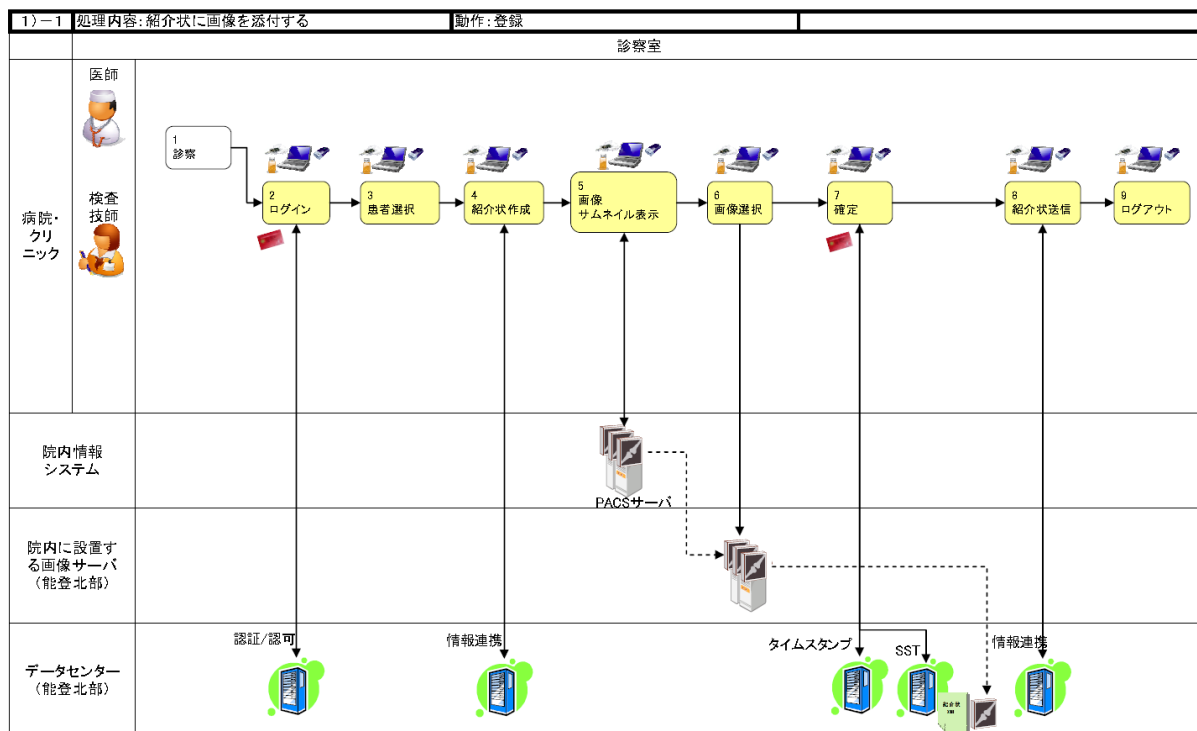 1)－1
処理内容：紹介状に画像を添付する
動作：登録
診察室
病院・
クリ
ニック
医師
検査
技師
1
診察
2
ログイン
3
患者選択
4
紹介状作成
5
画像
サムネイル表示
6
画像選択
7
確定
8
紹介状送信
9
ログアウト
院内情報
システム
PACSサーバ
院内に設置す
る画像サーバ
（能登北部）
データセンター
（能登北部）
認証/認可
情報連携
タイムスタンプ
SST
情報連携
紹介状